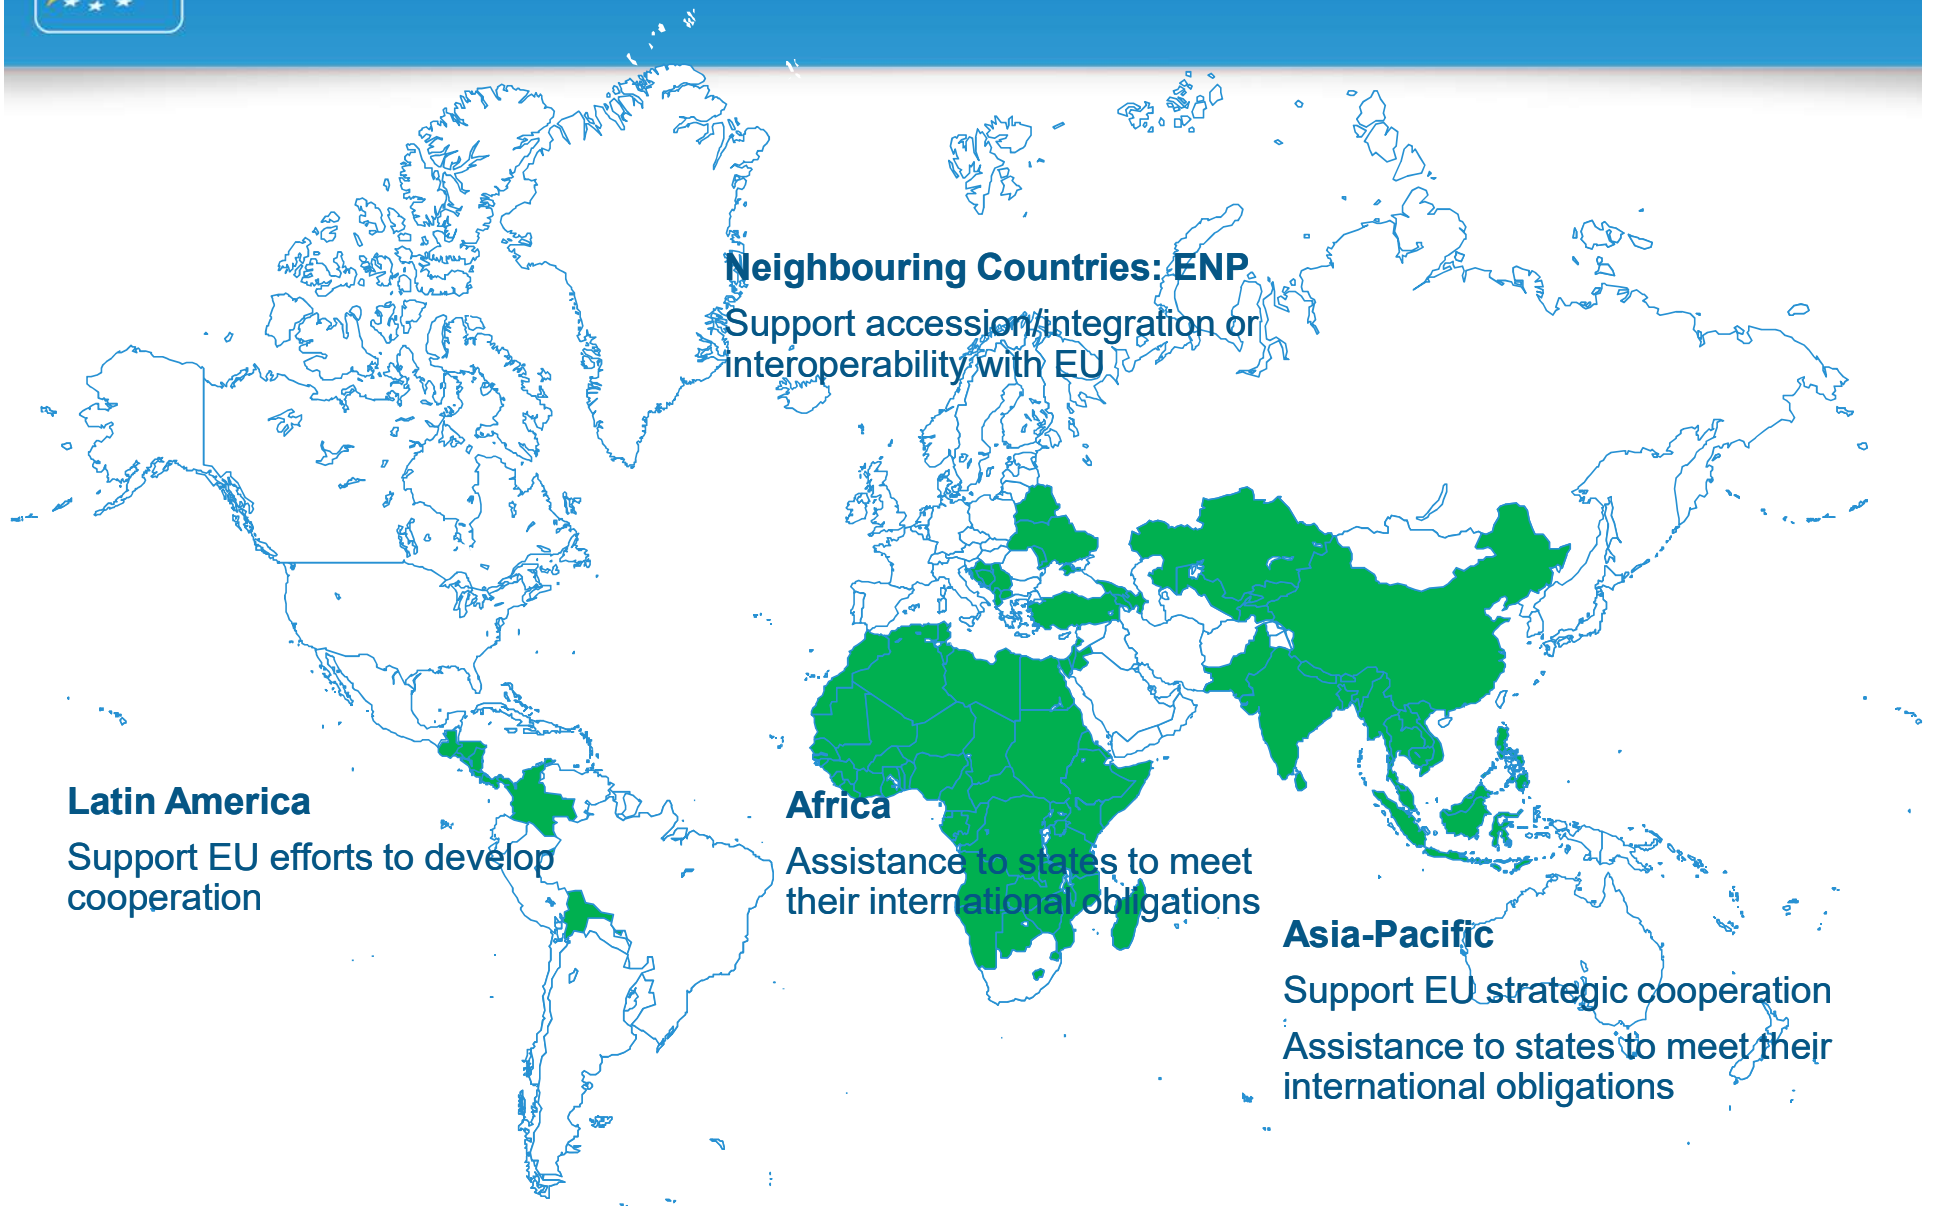 Neighbouring Countries: ENP
Support accession/integration or
interoperability with EU
Latin America
Support EU efforts to develop
cooperation
Africa
Assistance to states to meet
their international obligations
Asia-Pacific
Support EU strategic cooperation
Assistance to states to meet their
international obligations